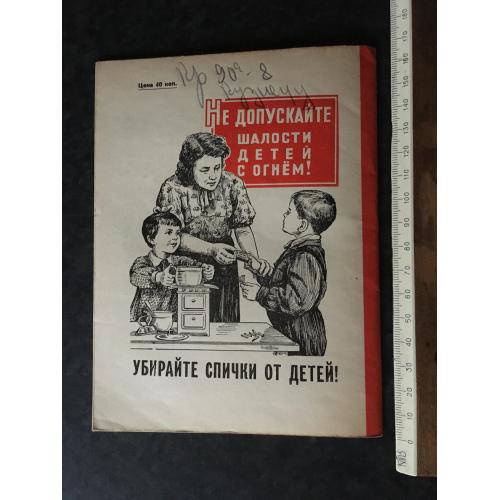 Цена 40 коп.
НЕ ДОПУСКАЙТЕ
ШАЛОСТИ
ДЕТЕЙ
С ОГНЁМ!
УБИРАЙТЕ СПИЧКИ ОТ ДЕТЕЙ!